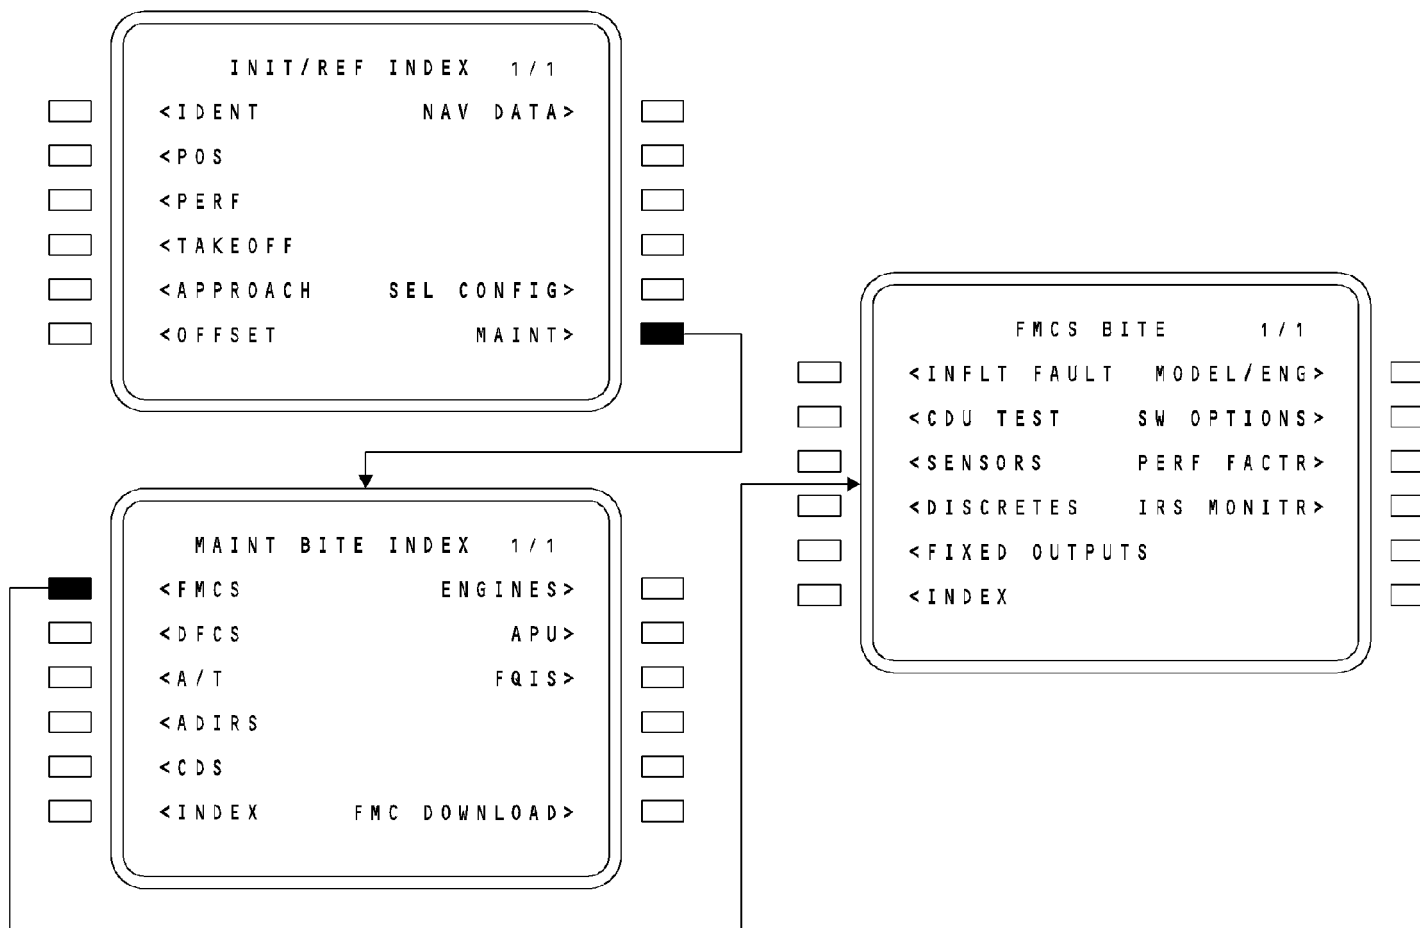 INIT/REF INDEX 1/1
<IDENT NAV DATA>
<POS
<PERF
<TAKEOFF
<APPROACH SEL CONFIG>
<OFFSET MAINT>
MAINT BITE INDEX 1/1
<FMCS ENGINES>
<DFCS APU>
<A/T FQIS>
<ADIRS
<CDS
<INDEX FMC DOWNLOAD>
FMCS BITE 1/1
<INFLT FAULT MODEL/ENG>
<CDU TEST SW OPTIONS>
<SENSORS PERF FACTR>
<DISCRETES IRS MONITR>
<FIXED OUTPUTS
<INDEX